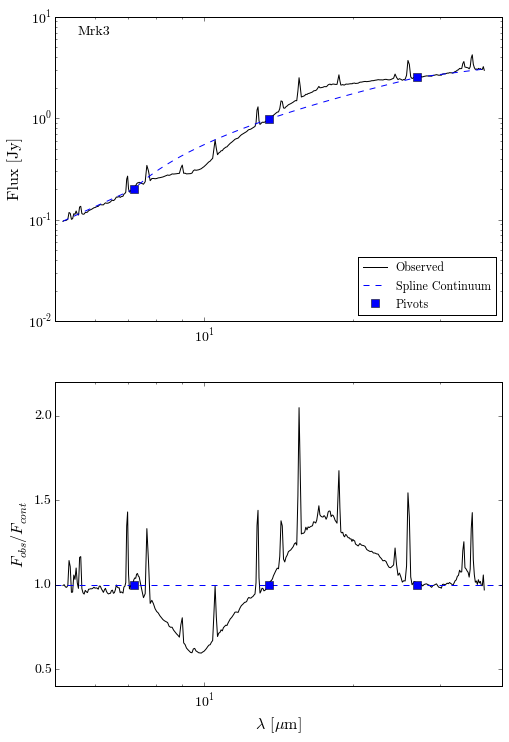 10^1
Mrk3
10^0
Flux [Jy]
10^-1
Observed
Spline Continuum
Pivots
10^-2
10^1
2.0
1.5
F_obs/F_cont
1.0
0.5
10^1
λ [μm]